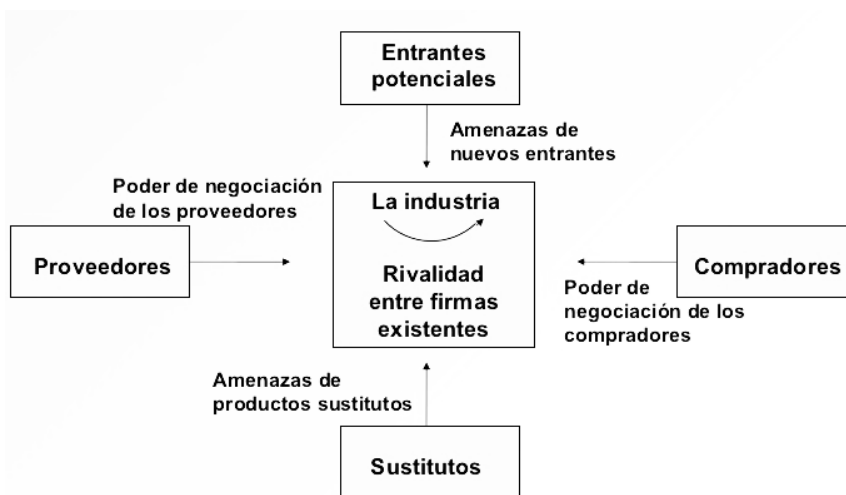 Entrantes
potenciales
Amenazas de
nuevos entrantes
Poder de negociación
de los proveedores
La industria
Proveedores
Rivalidad
entre firmas
existentes
Compradores
Poder de
negociación de los
compradores
Amenazas de
productos sustitutos
Sustitutos